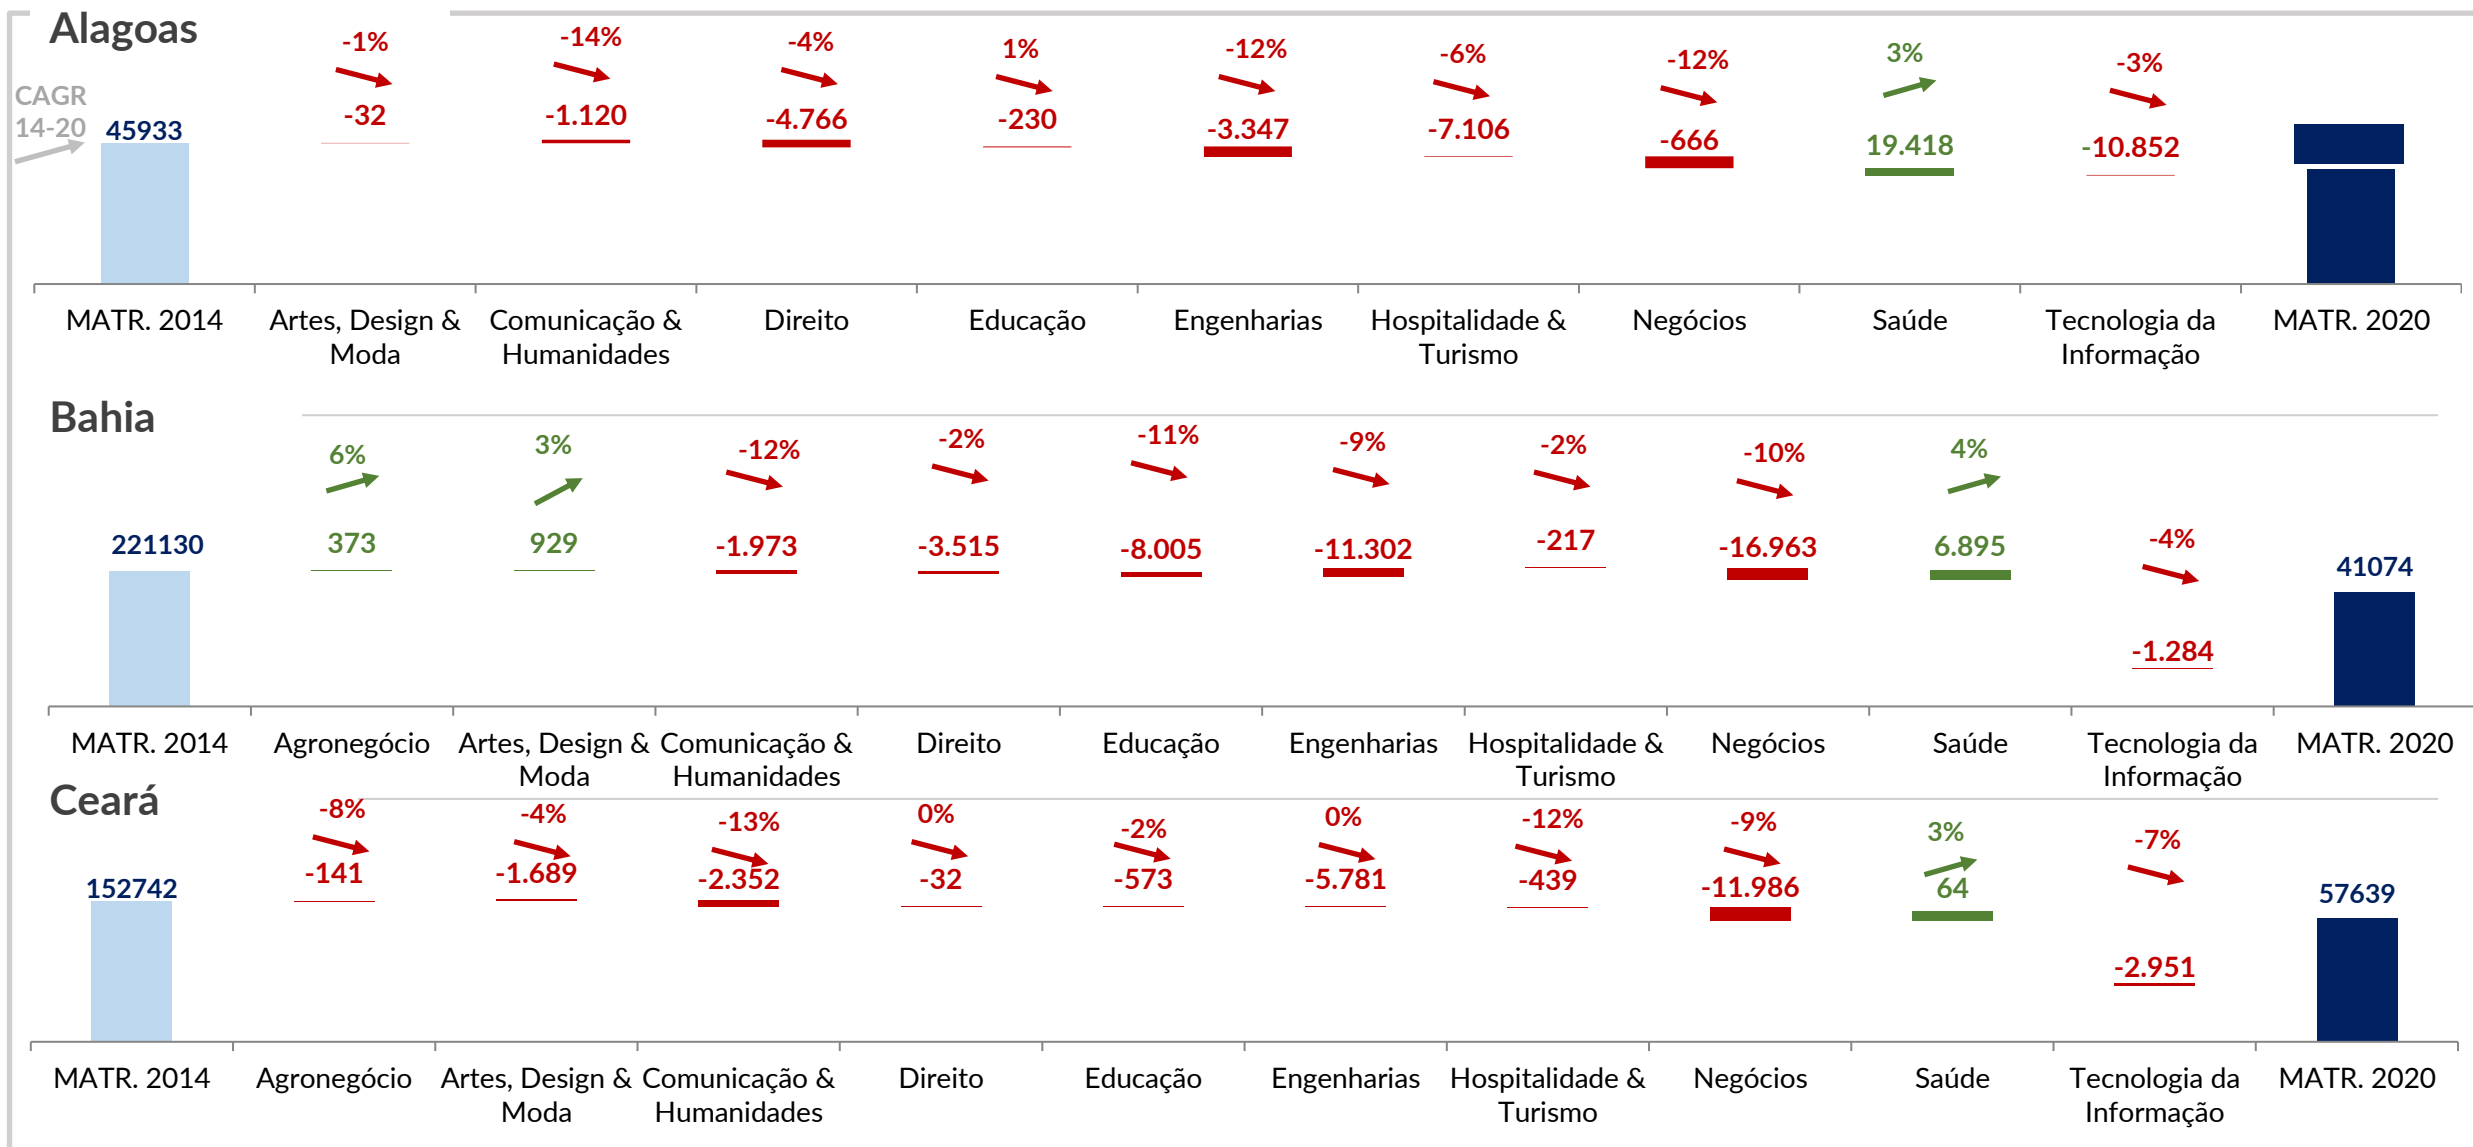 Alagoas
CAGR
14-20
-1%
-14%
-4%
1%
-12%
-6%
-12%
3%
-3%
45933
-32
-1.120
-4.766
-230
-3.347
-7.106
-666
19.418
-10.852
MATR. 2014
Artes, Design &
Moda
Comunicação &
Humanidades
Direito
Educação
Engenharias
Hospitalidade &
Turismo
Negócios
Saúde
Tecnologia da
Informação
MATR. 2020
Bahia
6%
3%
-12%
-2%
-11%
-9%
-2%
-10%
4%
-4%
221130
373
929
-1.973
-3.515
-8.005
-11.302
-217
-16.963
6.895
-1.284
41074
MATR. 2014
Agronegócio
Artes, Design &
Moda
Comunicação &
Humanidades
Direito
Educação
Engenharias
Hospitalidade &
Turismo
Negócios
Saúde
Tecnologia da
Informação
MATR. 2020
Ceará
-8%
-4%
-13%
0%
-2%
0%
-12%
-9%
3%
-7%
152742
-141
-1.689
-2.352
-32
-573
-5.781
-439
-11.986
64
-2.951
57639
MATR. 2014
Agronegócio
Artes, Design &
Moda
Comunicação &
Humanidades
Direito
Educação
Engenharias
Hospitalidade &
Turismo
Negócios
Saúde
Tecnologia da
Informação
MATR. 2020